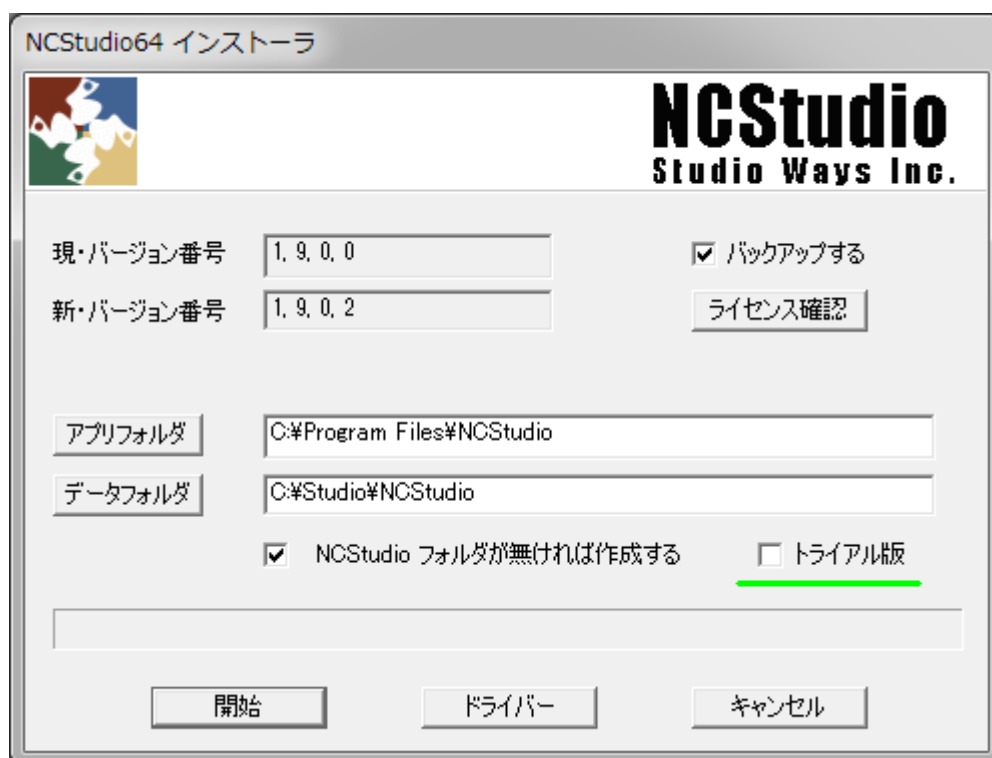 NCStudio64 インストーラ
NCStudio
Studio Ways Inc.
現・バージョン番号 1, 9, 0, 0 バックアップする
新・バージョン番号 1, 9, 0, 2 ライセンス確認
アプリフォルダ C:¥Program Files¥NCStudio
データフォルダ C:¥Studio¥NCStudio
NCStudio フォルダが無ければ作成する トライアル版
開始 ドライバー キャンセル